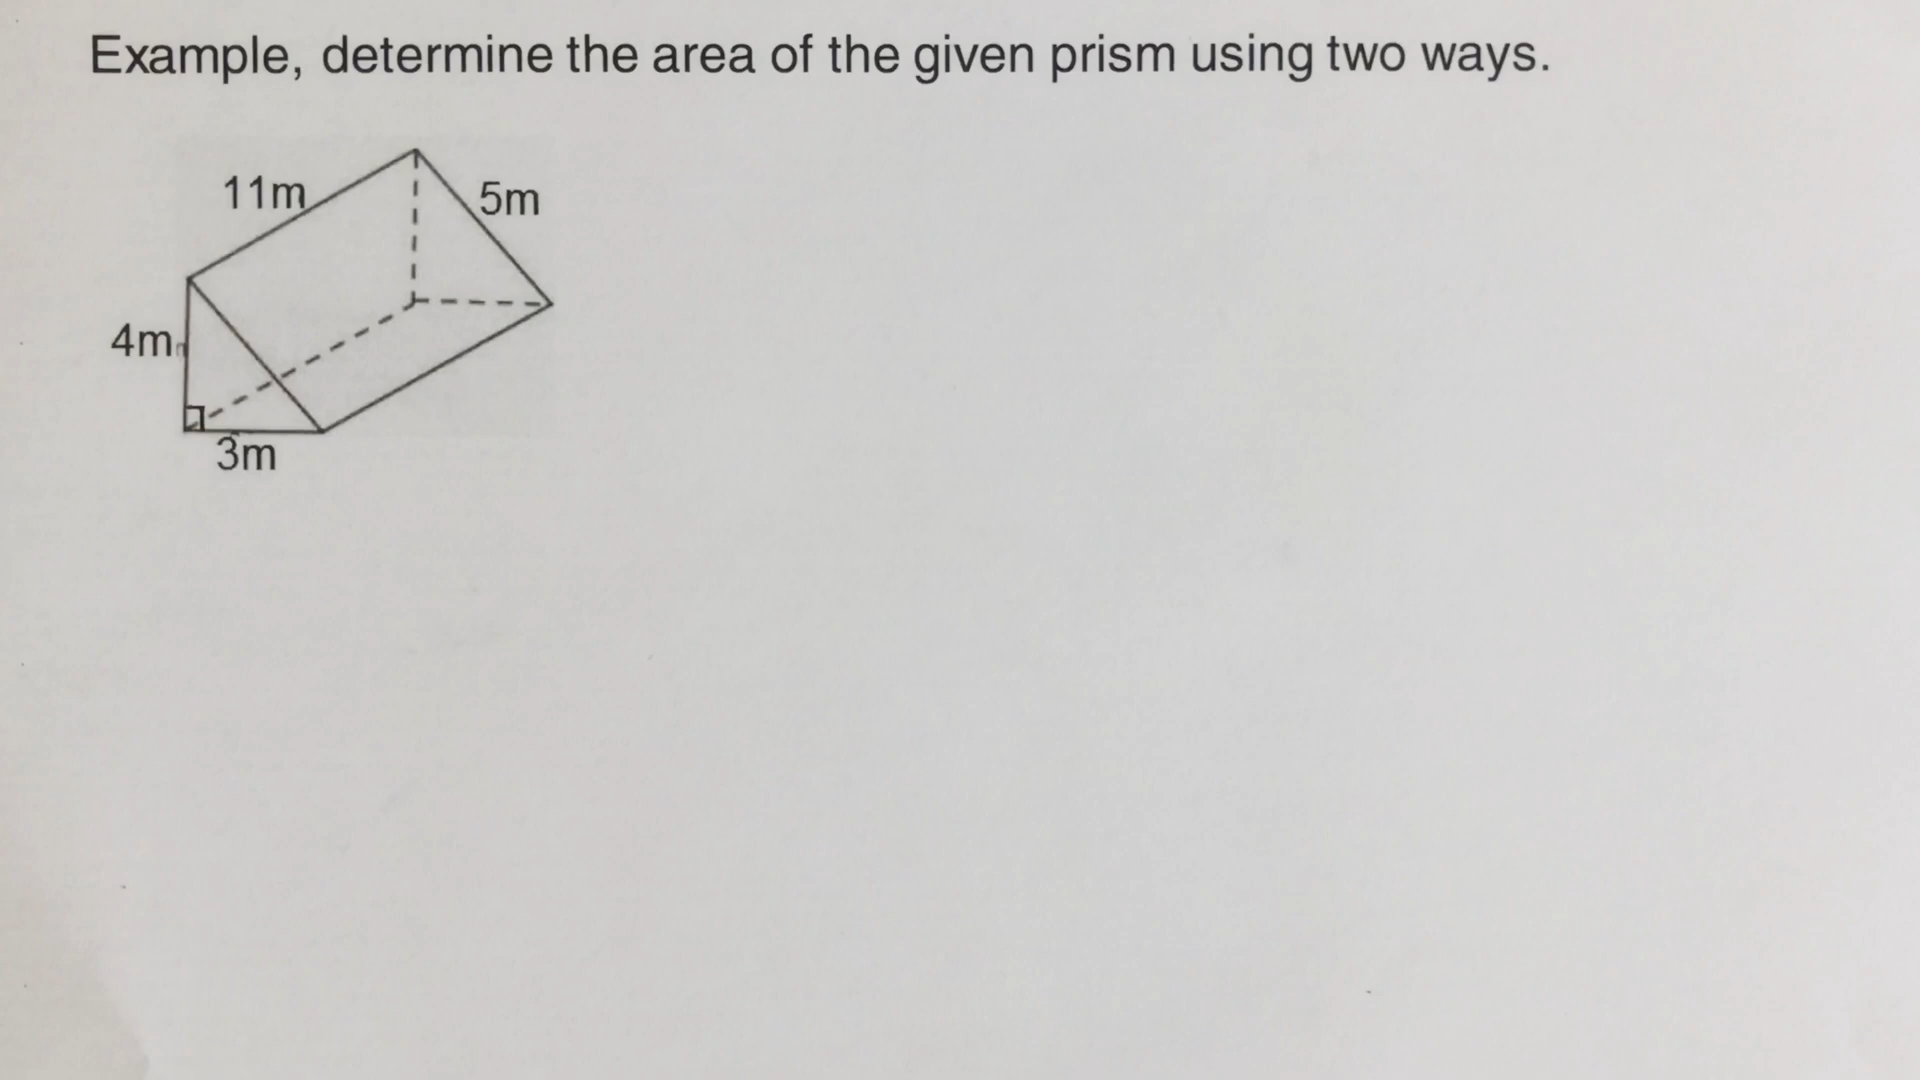 Example, determine the area of the given prism using two ways.
11m
5m
4m
3m